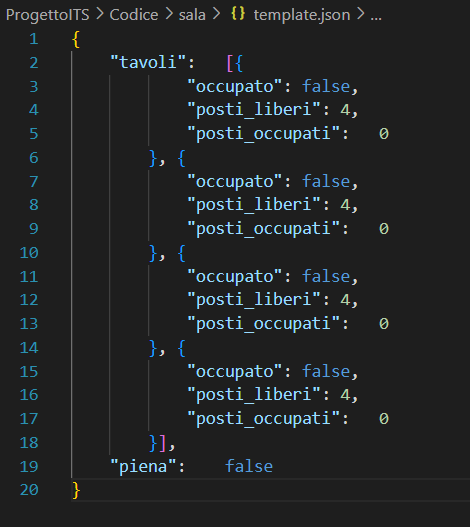 ProgettoITS > Codice > sala > {} template.json > ...
1 {
2     "tavoli":   [{
3             "occupato": false,
4             "posti_liberi": 4,
5             "posti_occupati":   0
6         }, {
7             "occupato": false,
8             "posti_liberi": 4,
9             "posti_occupati":   0
10         }, {
11             "occupato": false,
12             "posti_liberi": 4,
13             "posti_occupati":   0
14         }, {
15             "occupato": false,
16             "posti_liberi": 4,
17             "posti_occupati":   0
18         }],
19     "piena":    false
20 }